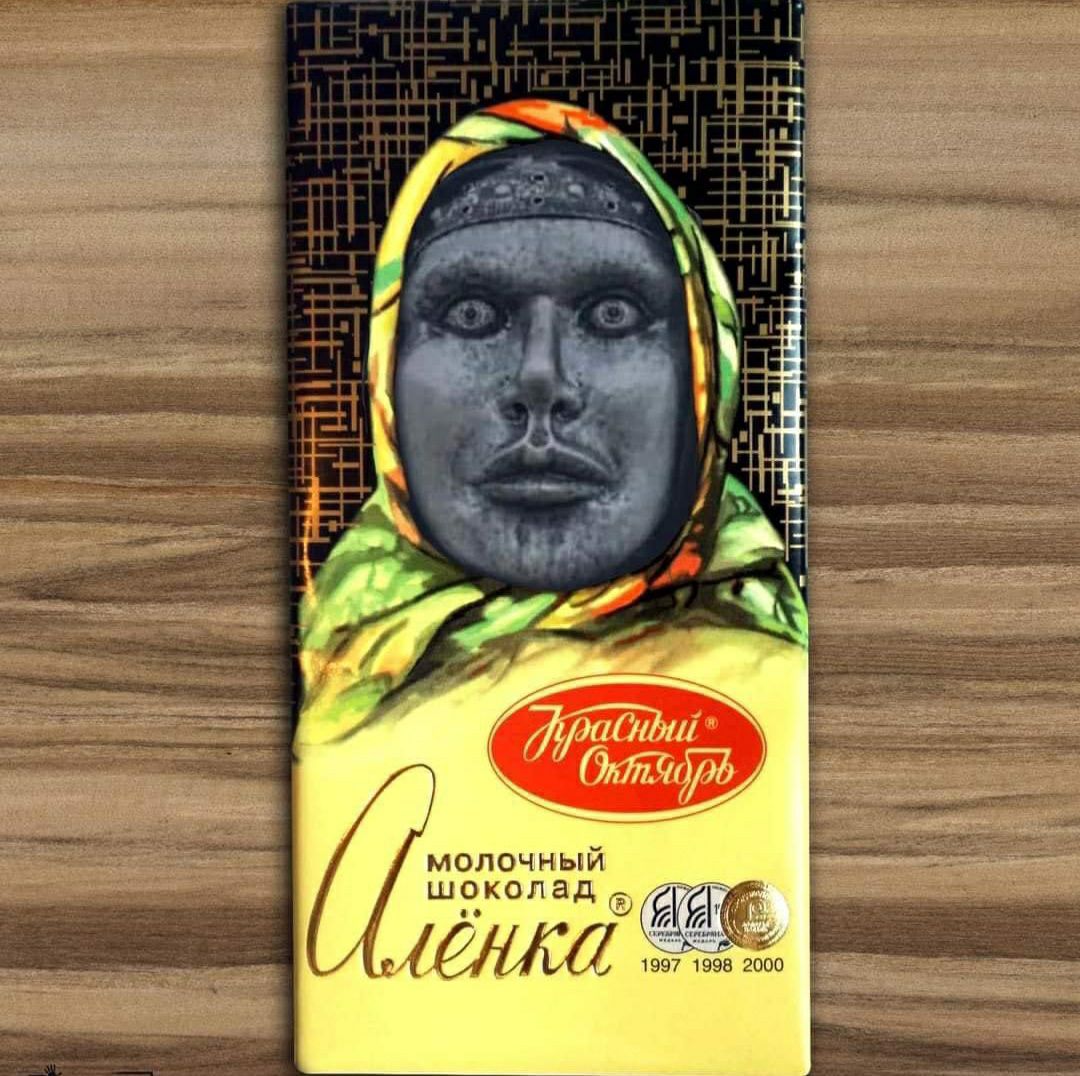 Красный®
Октябрь
молочный
шоколад
Алёнка®
1997 1998 2000